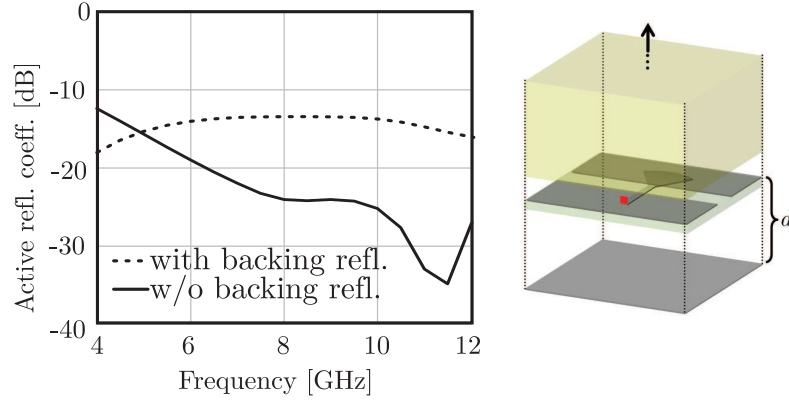 0
-10
-20
-30
-40
Active refl. coeff. [dB]
with backing refl.
w/o backing refl.
4
6
8
10
12
Frequency [GHz]
d